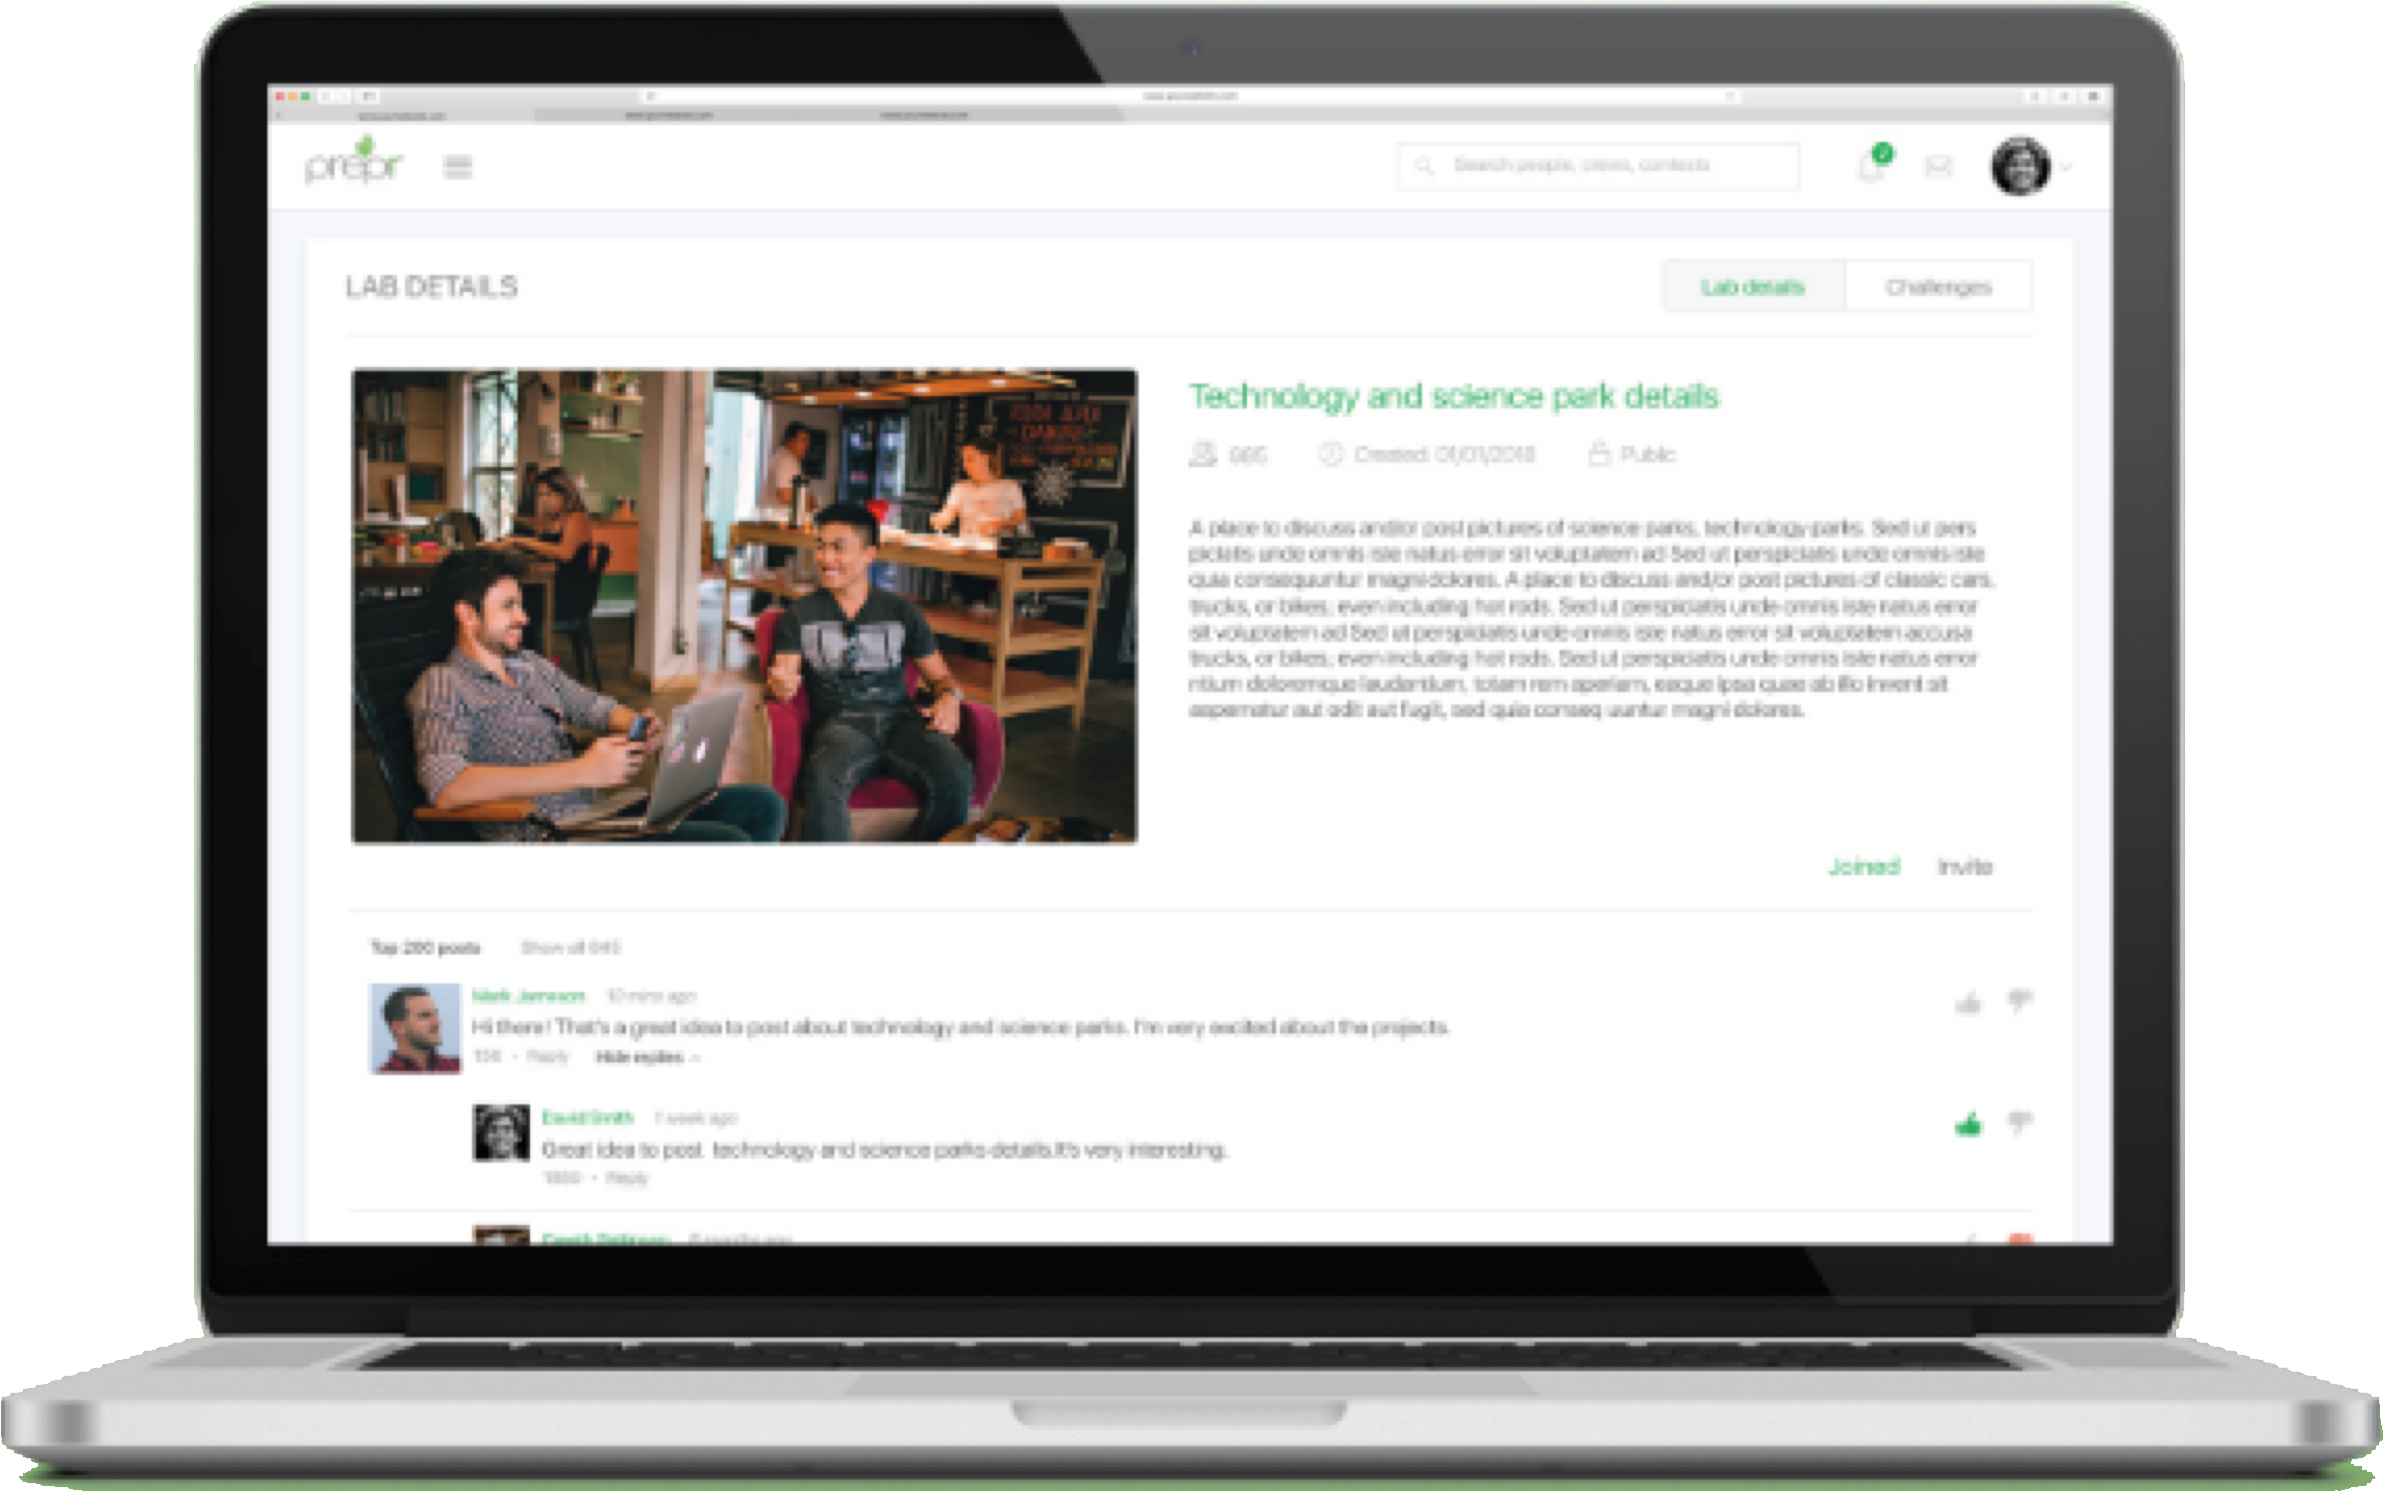 prepr
Search people, news, contests
LAB DETAILS
Lab details
Challenges
Technology and science park details
Created: 01/01/2018
Public
A place to discuss and/or post pictures of science parks, technology parks. Sed ut pers
piciatis unde omnis iste natus error sit voluptatem ad Sed ut perspiciatis unde omnis iste
quia consequuntur magni dolores. A place to discuss and/or post pictures of classic cars,
trucks, or bikes; even including hot rods. Sed ut perspiciatis unde omnis iste natus error
sit voluptatem ad Sed ut perspiciatis unde omnis iste natus error sit voluptatem accusa
trucks, or bikes; even including hot rods. Sed ut perspiciatis unde omnis iste natus error
ntium doloremque laudantium, totam rem aperiam, eaque ipsa quae ab illo invent sit
aspernatur aut odit aut fugit, sed quia conseq uuntur magni dolores.
Joined
Invite
Top 200 posts
Show all
Mark Jameson
mins ago
Hi there! That's a great idea to post about technology and science parks. I'm very excited about the projects.
Reply
Hide replies
David Smith
1 week ago
Great idea to post technology and science parks details.It's very interesting.
Reply